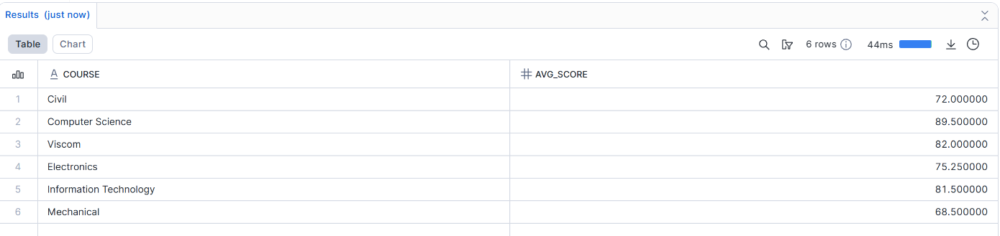 Results (just now)
Table Chart 6 rows 44ms
COURSE AVG_SCORE
1 Civil 72.000000
2 Computer Science 89.500000
3 Viscom 82.000000
4 Electronics 75.250000
5 Information Technology 81.500000
6 Mechanical 68.500000